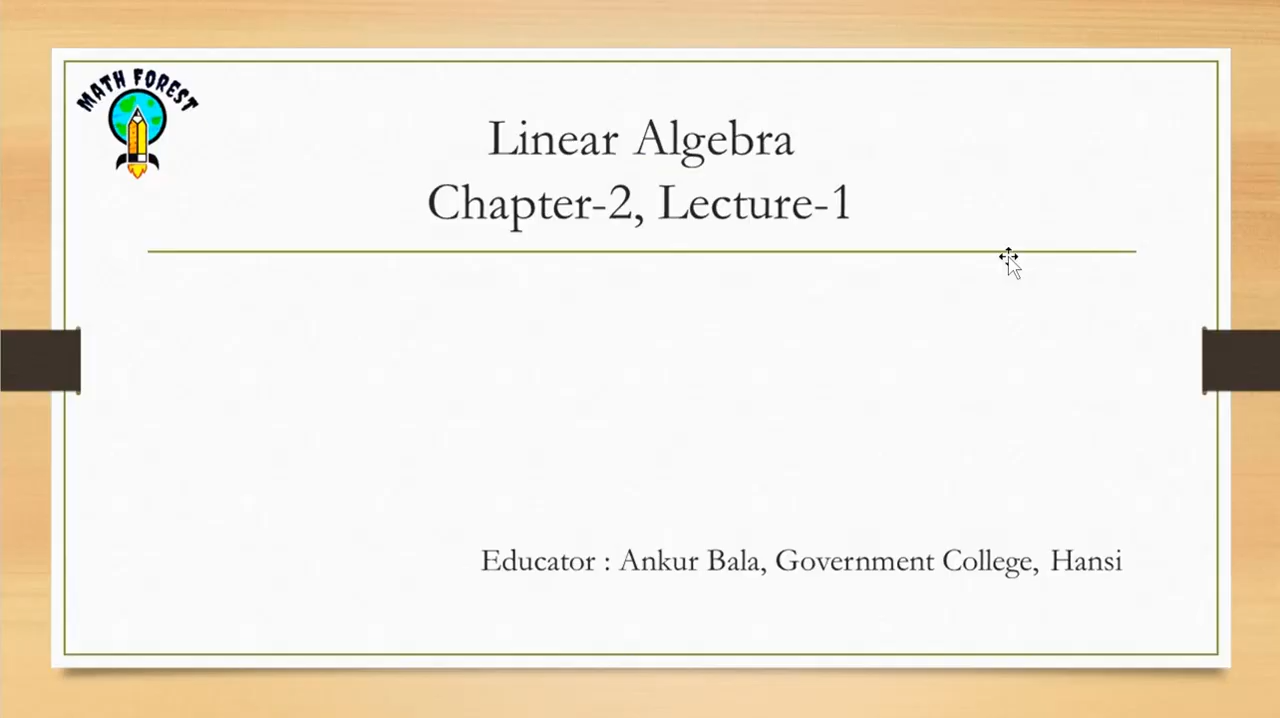 MATH FOREST
Linear Algebra
Chapter-2, Lecture-1
Educator : Ankur Bala, Government College, Hansi